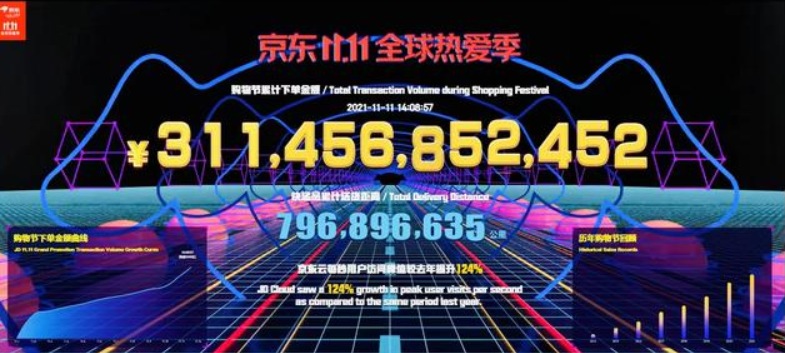 京东
11.11
京东11.11全球热爱季
购物节累计下单金额 / Total Transaction Volume during Shopping Festival
2021-11-11 14:08:57
¥311,456,852,452
快递总累计送货距离 / Total Delivery Distance
796,896,635 公里
京东云每秒用户访问峰值较去年提升124%
JD Cloud saw a 124% growth in peak user visits per second
as compared to the same period last year.
购物节下单金额曲线
JD 11.11 Grand Promotion Transaction Volume Growth Curve
历年购物节回顾
Historical Sales Records